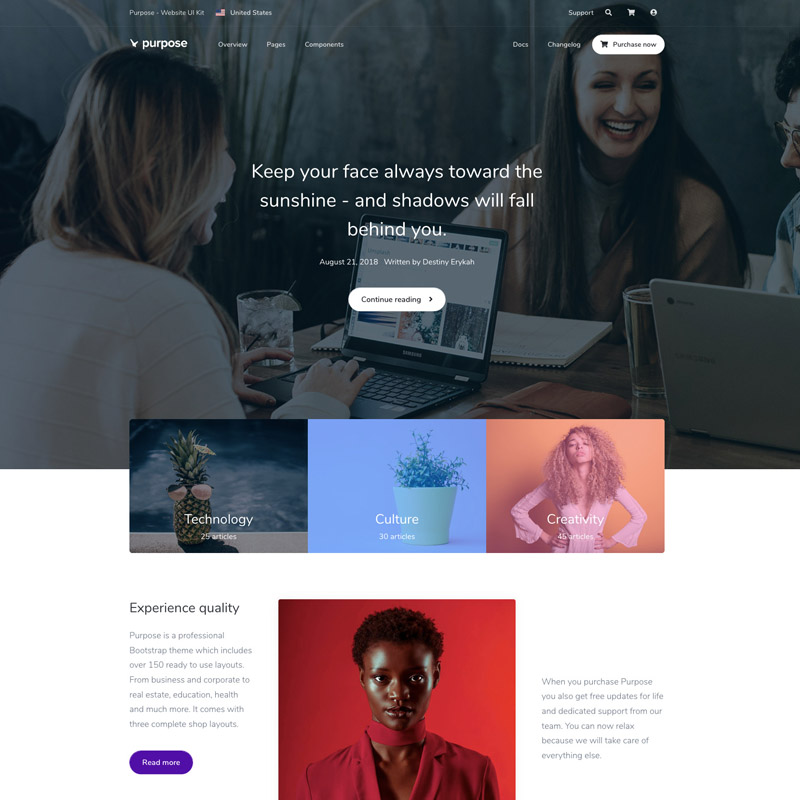 Purpose - Website UI Kit United States Support
purpose Overview Pages Components Docs Changelog Purchase now
Keep your face always toward the
sunshine - and shadows will fall
behind you.
August 21, 2018 Written by Destiny Erykah
Continue reading
SAMSUNG
Technology
25 articles
Culture
30 articles
Creativity
45 articles
Experience quality
Purpose is a professional
Bootstrap theme which includes
over 150 ready to use layouts.
From business and corporate to
real estate, education, health
and much more. It comes with
three complete shop layouts.
Read more
When you purchase Purpose
you also get free updates for life
and dedicated support from our
team. You can now relax
because we will take care of
everything else.